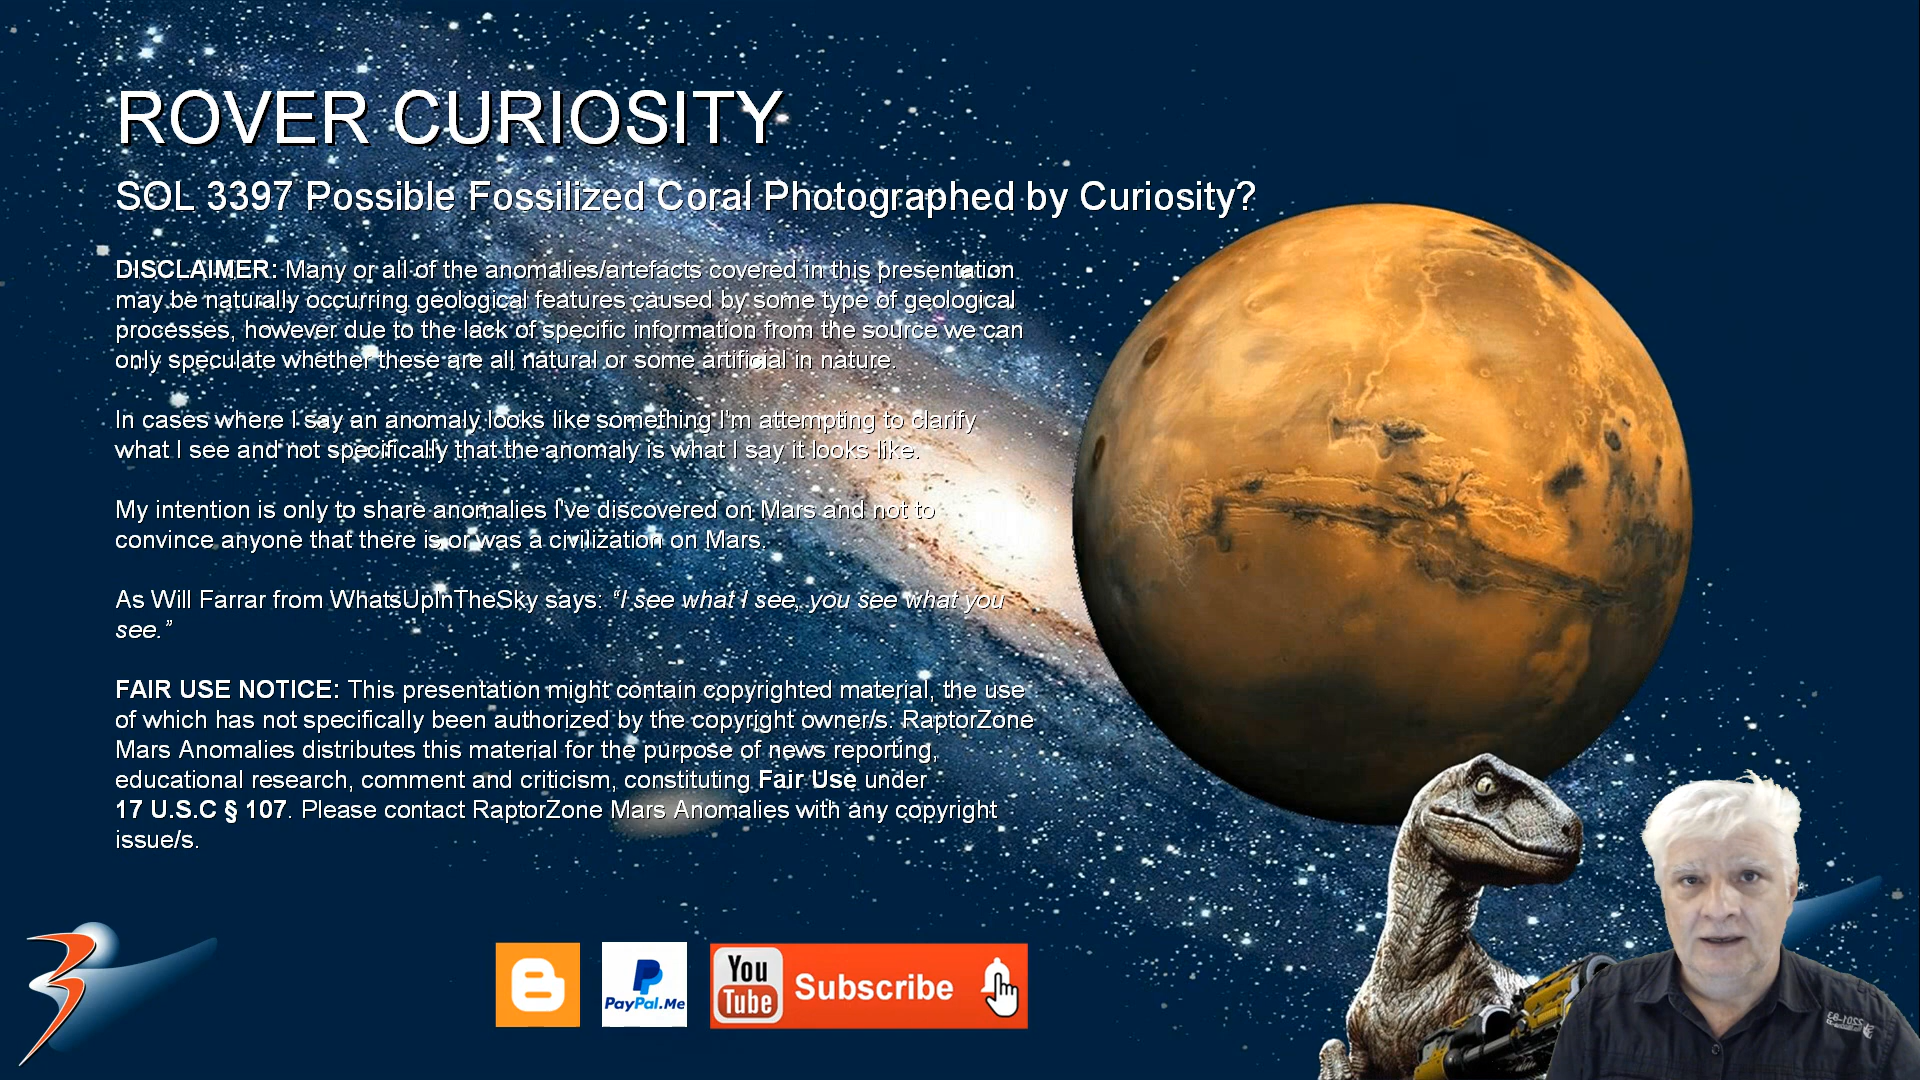 ROVER CURIOSITY
SOL 3397 Possible Fossilized Coral Photographed by Curiosity?
DISCLAIMER: Many or all of the anomalies/artefacts covered in this presentation
may be naturally occurring geological features caused by some type of geological
processes, however due to the lack of specific information from the source we can
only speculate whether these are all natural or some artificial in nature.
In cases where I say an anomaly looks like something I'm attempting to clarify
what I see and not specifically that the anomaly is what I say it looks like.
My intention is only to share anomalies I've discovered on Mars and not to
convince anyone that there is or was a civilization on Mars.
As Will Farrar from WhatsUpInTheSky says: “I see what I see, you see what you
see.”
FAIR USE NOTICE: This presentation might contain copyrighted material, the use
of which has not specifically been authorized by the copyright owner/s. RaptorZone
Mars Anomalies distributes this material for the purpose of news reporting,
educational research, comment and criticism, constituting Fair Use under
17 U.S.C § 107. Please contact RaptorZone Mars Anomalies with any copyright
issue/s.
PayPal.Me
You
Tube
Subscribe